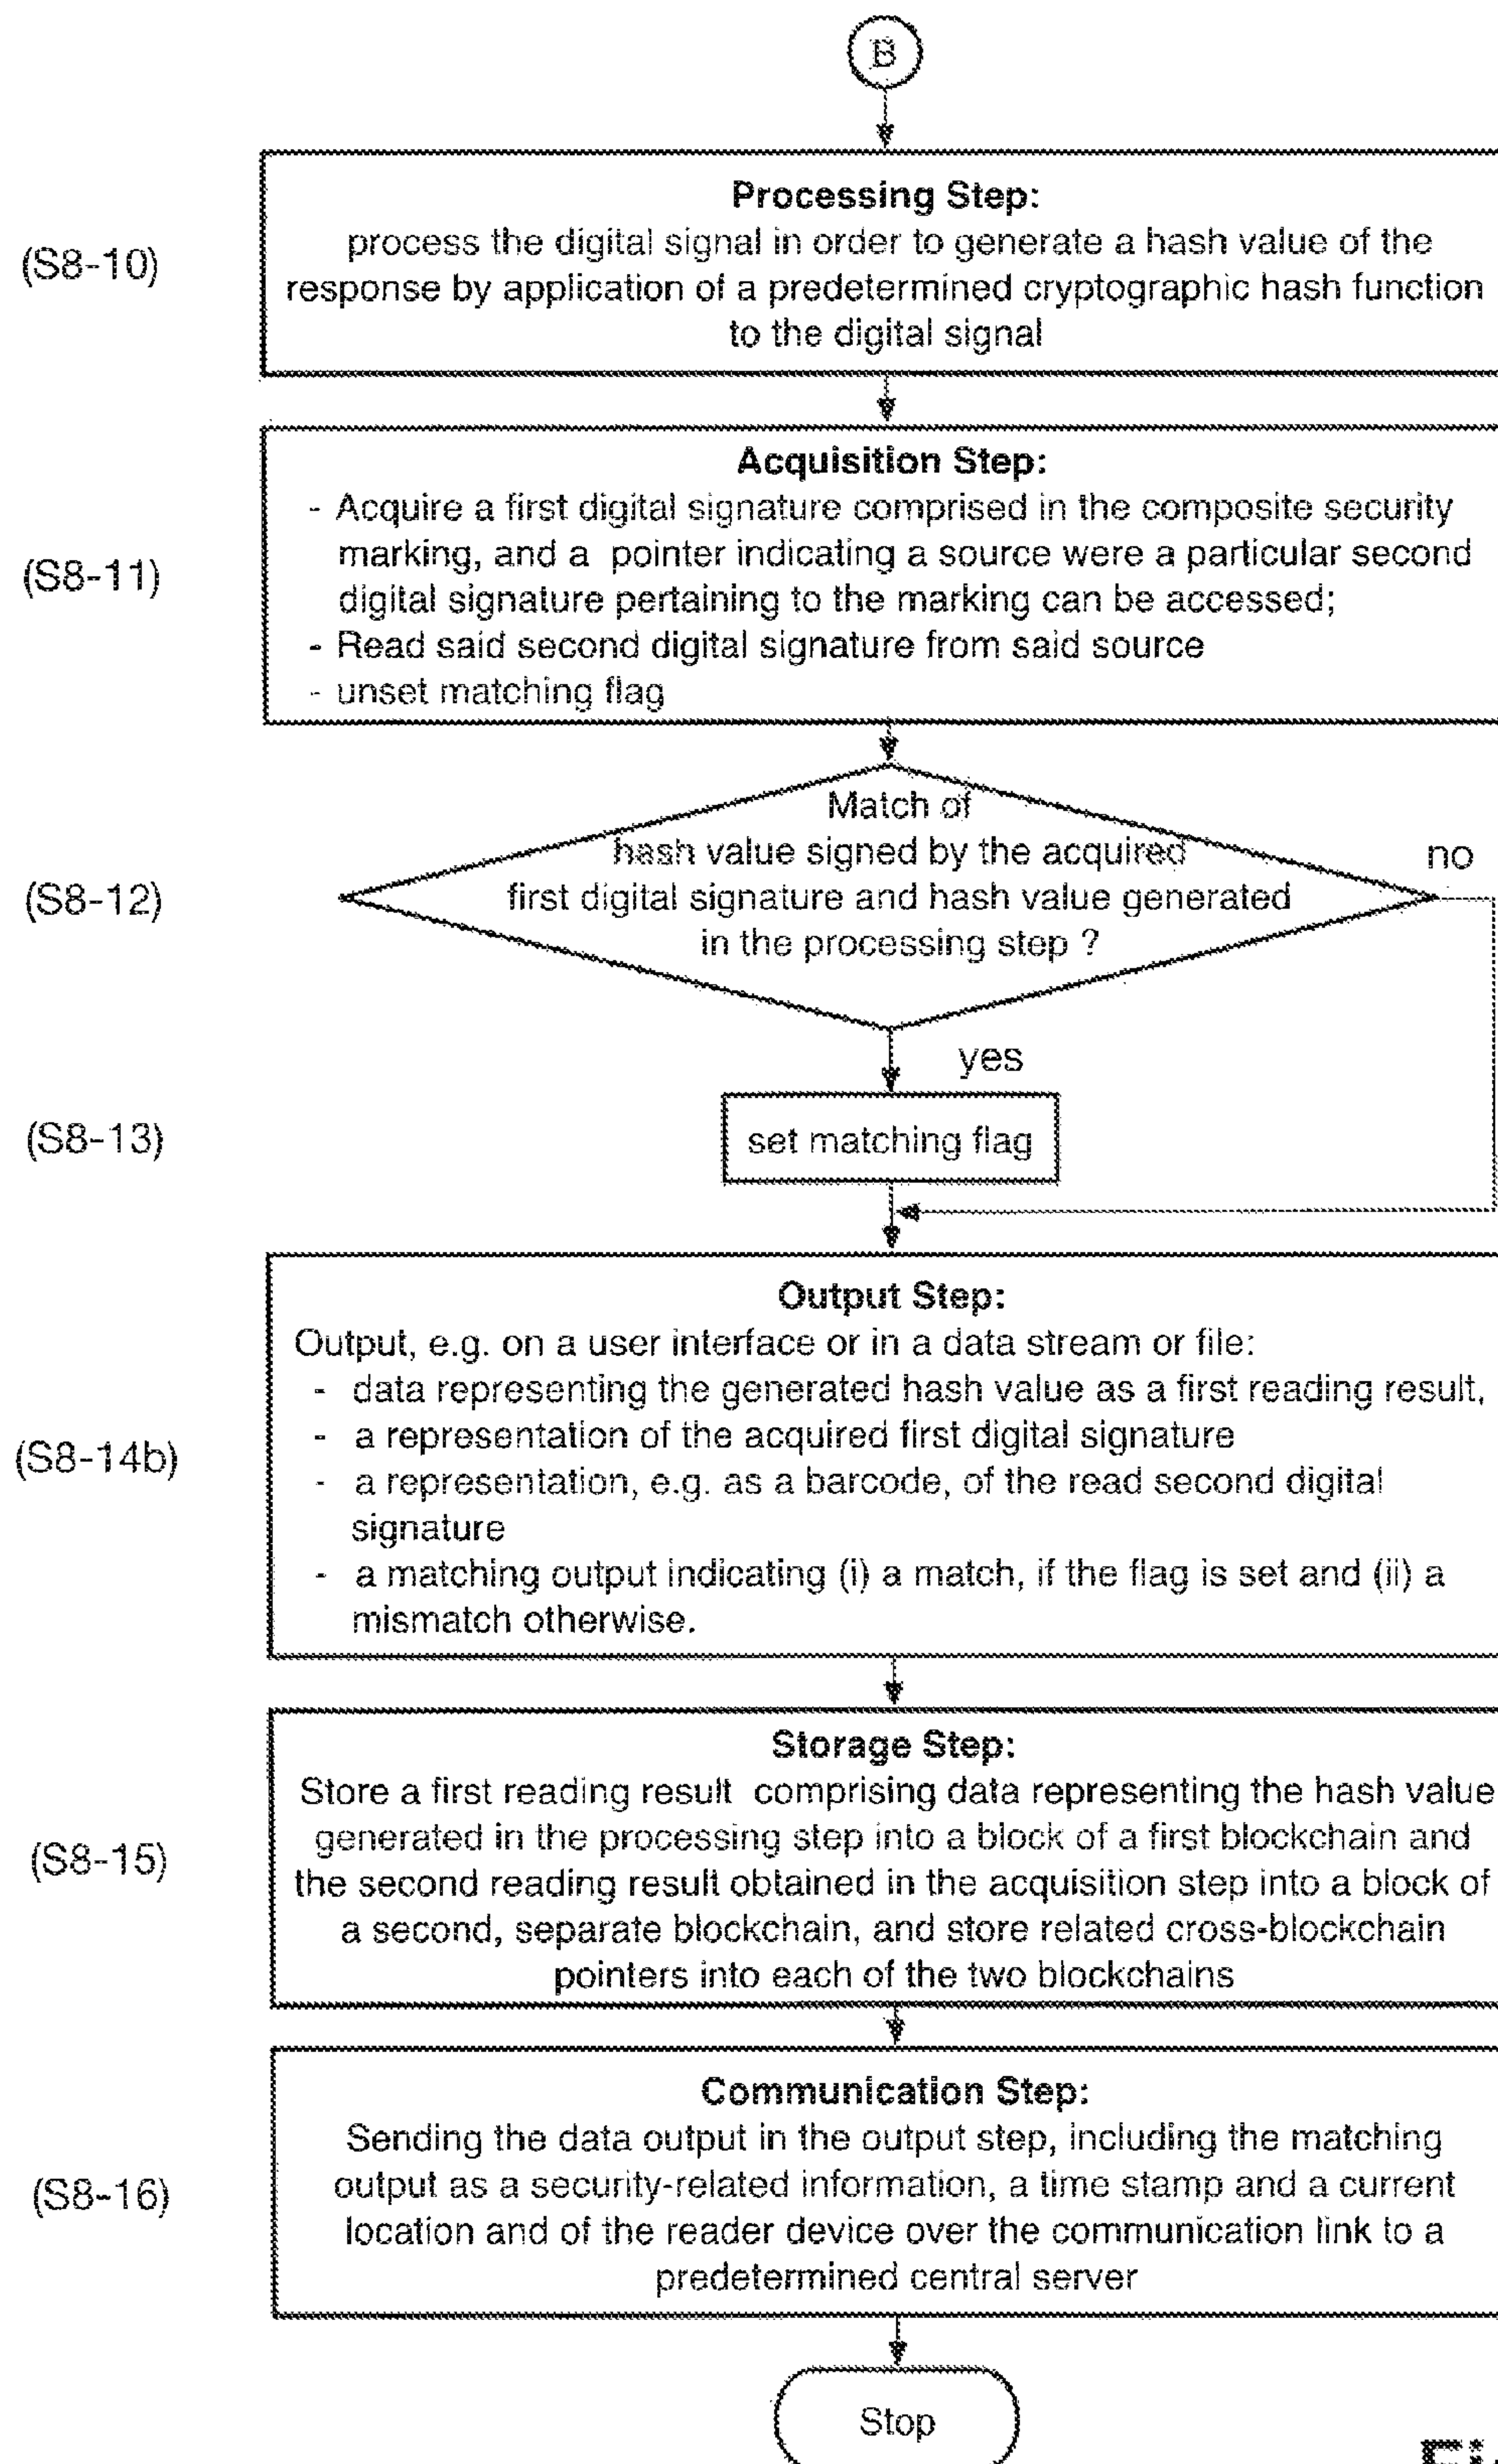 B
(S8-10)
Processing Step:
process the digital signal in order to generate a hash value of the
response by application of a predetermined cryptographic hash function
to the digital signal
(S8-11)
Acquisition Step:
- Acquire a first digital signature comprised in the composite security
marking, and a pointer indicating a source were a particular second
digital signature pertaining to the marking can be accessed;
- Read said second digital signature from said source
- unset matching flag
(S8-12)
Match of
hash value signed by the acquired
first digital signature and hash value generated
in the processing step ?
no
yes
(S8-13)
set matching flag
(S8-14b)
Output Step:
Output, e.g. on a user interface or in a data stream or file:
- data representing the generated hash value as a first reading result,
- a representation of the acquired first digital signature
- a representation, e.g. as a barcode, of the read second digital
signature
- a matching output indicating (i) a match, if the flag is set and (ii) a
mismatch otherwise.
(S8-15)
Storage Step:
Store a first reading result comprising data representing the hash value
generated in the processing step into a block of a first blockchain and
the second reading result obtained in the acquisition step into a block of
a second, separate blockchain, and store related cross-blockchain
pointers into each of the two blockchains
(S8-16)
Communication Step:
Sending the data output in the output step, including the matching
output as a security-related information, a time stamp and a current
location and of the reader device over the communication link to a
predetermined central server
Stop